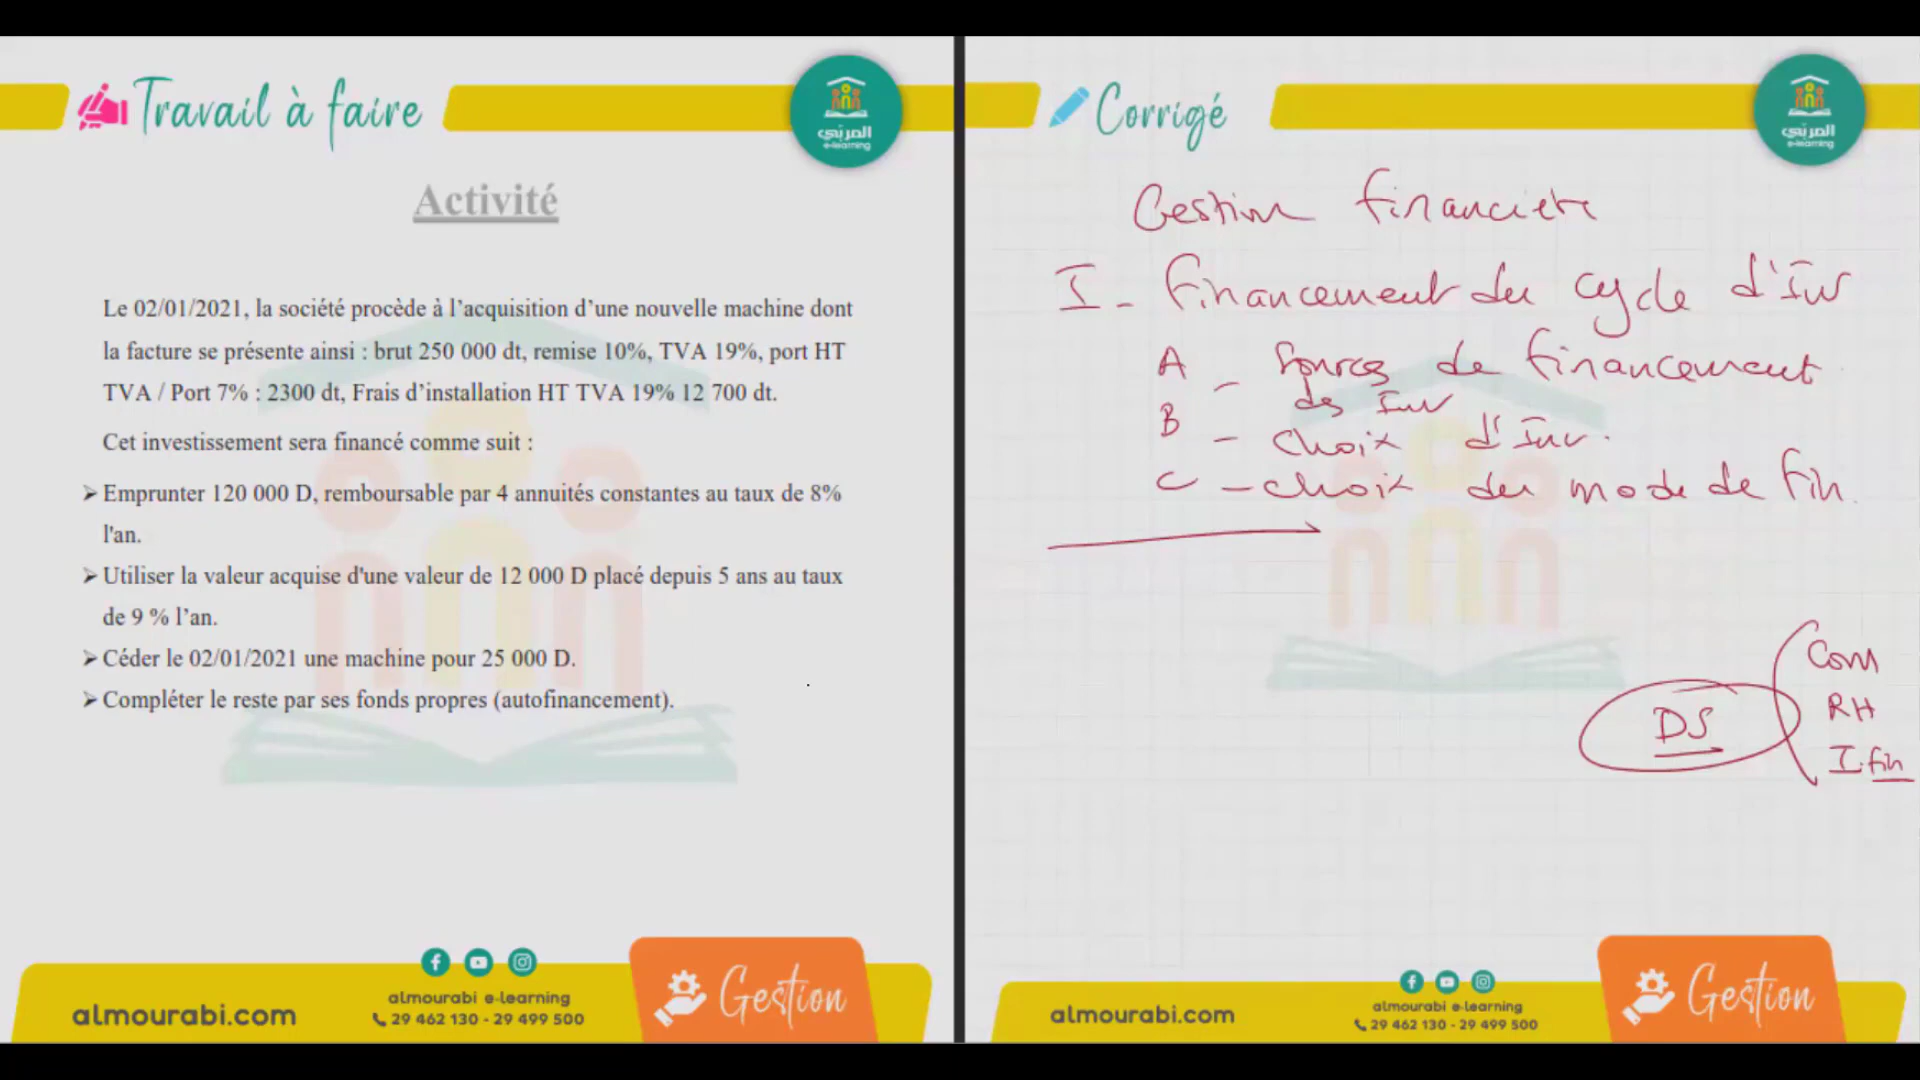 Travail à faire
المربي
e-learning
Activité
Le 02/01/2021, la société procède à l'acquisition d'une nouvelle machine dont
la facture se présente ainsi : brut 250 000 dt, remise 10%, TVA 19%, port HT
TVA / Port 7% : 2300 dt, Frais d'installation HT TVA 19% 12 700 dt.
Cet investissement sera financé comme suit :
➢ Emprunter 120 000 D, remboursable par 4 annuités constantes au taux de 8%
l'an.
➢ Utiliser la valeur acquise d'une valeur de 12 000 D placé depuis 5 ans au taux
de 9 % l'an.
➢ Céder le 02/01/2021 une machine pour 25 000 D.
➢ Compléter le reste par ses fonds propres (autofinancement).
almourabi.com
almourabi e-learning
29 462 130 - 29 499 500
Gestion
Corrigé
المربي
e-learning
Gestion financière
I - Financement du cycle d'Inv
A - Sources de financement
des Inv
B - choix d'Inv.
C - choix du mode de fin.
DS
Com
RH
I.fin
almourabi.com
almourabi e-learning
29 462 130 - 29 499 500
Gestion